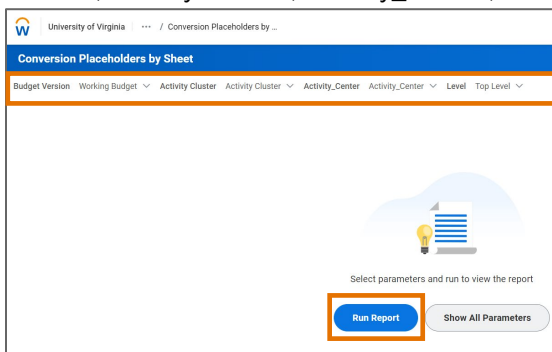 University of Virginia ··· / Conversion Placeholders by ...
Conversion Placeholders by Sheet
Budget Version Working Budget Activity Cluster Activity Cluster Activity_Center Activity_Center Level Top Level
Select parameters and run to view the report
Run Report Show All Parameters